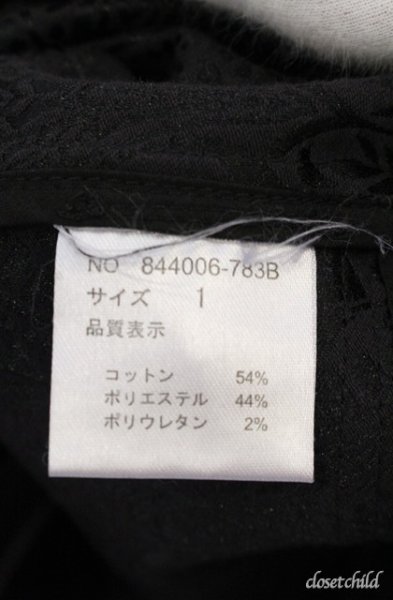 NO 844006-783B
サイズ 1
品質表示
コットン 54%
ポリエステル 44%
ポリウレタン 2%
closetchild